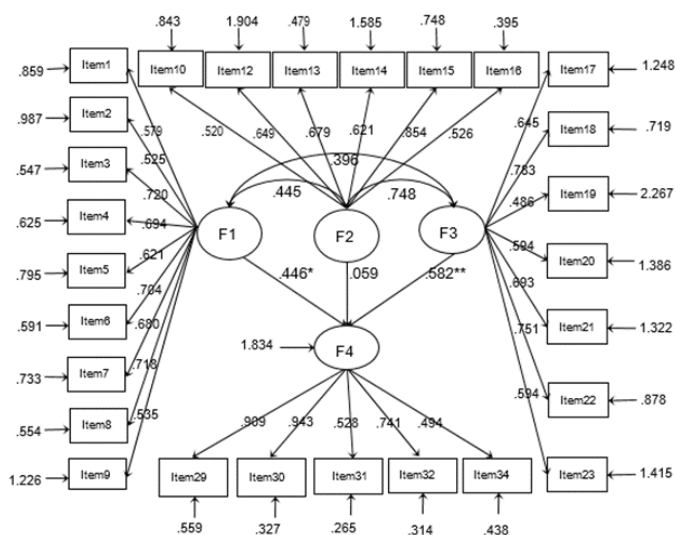 .843 1.904 .479 1.585 .748 .395
Item10 Item12 Item13 Item14 Item15 Item16
.859 Item1
.987 Item2
.547 Item3
.625 Item4
.795 Item5
.591 Item6
.733 Item7
.554 Item8
1.226 Item9
.579
.525
.720
.694
.621
.704
.680
.718
.535
.520 .649 .679 .621 .854 .526
.396
.445 .748
F1 F2 F3
.446* .059 .582**
1.834 F4
.645
.783
.486
.594
.693
.751
.594
Item17 1.248
Item18 .719
Item19 2.267
Item20 1.386
Item21 1.322
Item22 .878
Item23 1.415
.909 .943 .528 .741 .494
Item29 Item30 Item31 Item32 Item34
.559 .327 .265 .314 .438